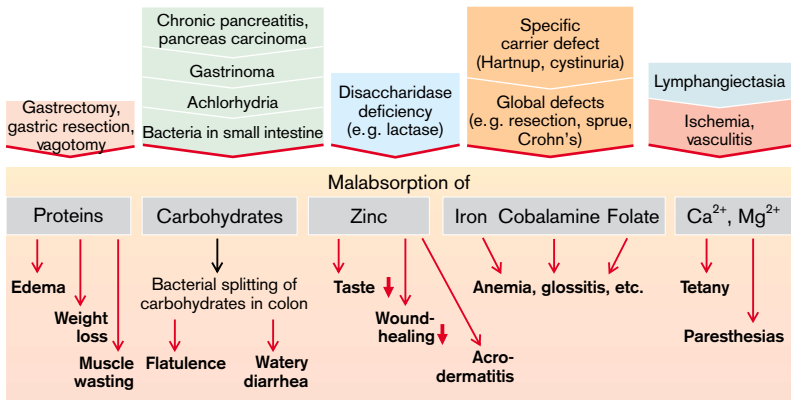 Gastrectomy,
gastric resection,
vagotomy
Chronic pancreatitis,
pancreas carcinoma
Gastrinoma
Achlorhydria
Bacteria in small intestine
Disaccharidase
deficiency
(e.g. lactase)
Specific
carrier defect
(Hartnup, cystinuria)
Global defects
(e.g. resection, sprue,
Crohn's)
Lymphangiectasia
Ischemia,
vasculitis
Malabsorption of
Proteins
Carbohydrates
Zinc
Iron Cobalamine Folate
Ca²⁺, Mg²⁺
Edema
Weight
loss
Muscle
wasting
Bacterial splitting of
carbohydrates in colon
Flatulence
Watery
diarrhea
Taste
Wound-
healing
Acro-
dermatitis
Anemia, glossitis, etc.
Tetany
Paresthesias